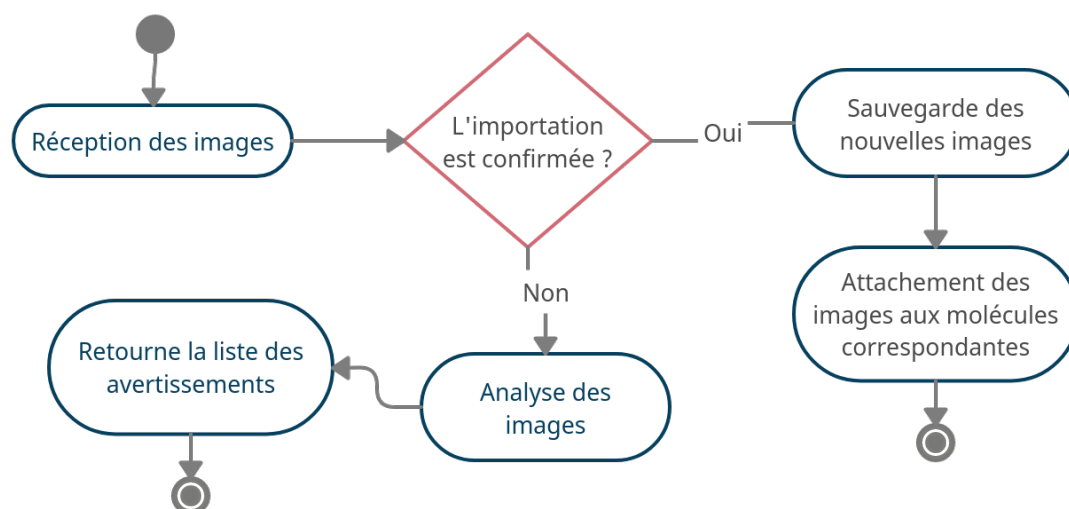 Réception des images
L'importation
est confirmée ?
Oui
Sauvegarde des
nouvelles images
Attachement des
images aux molécules
correspondantes
Non
Analyse des
images
Retourne la liste des
avertissements